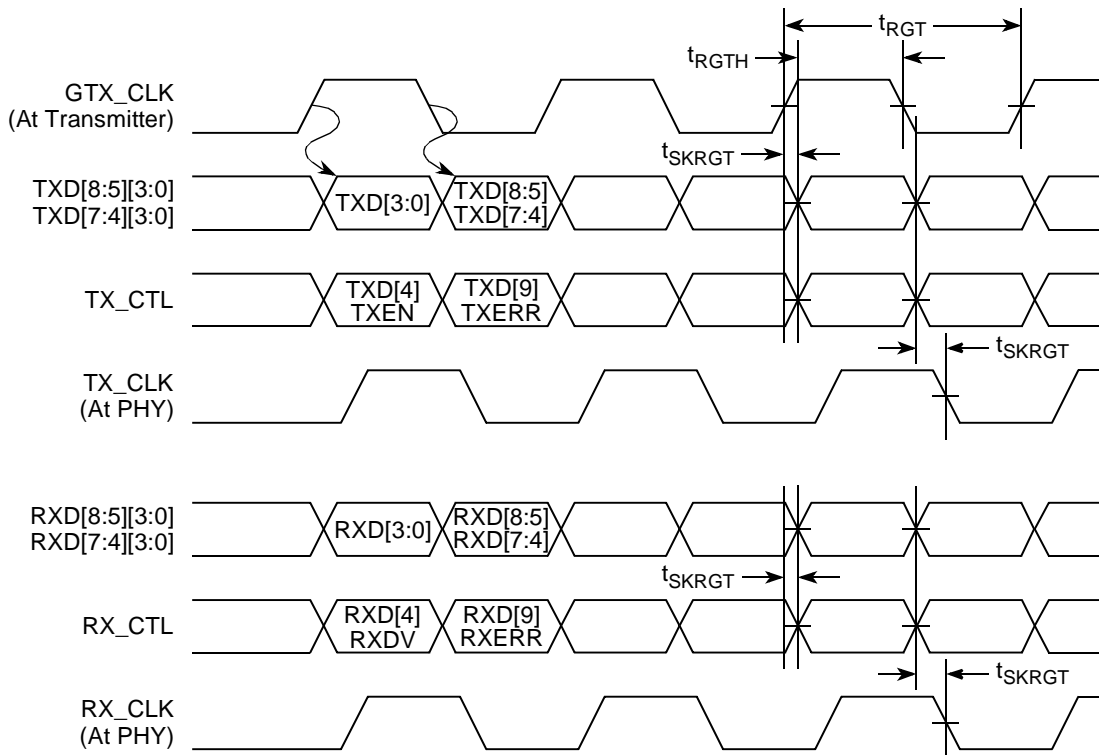 tRGT
tRGTH
GTX_CLK
(At Transmitter)
tSKRGT
TXD[8:5][3:0]
TXD[7:4][3:0]
TXD[3:0]
TXD[8:5]
TXD[7:4]
TX_CTL
TXD[4]
TXEN
TXD[9]
TXERR
tSKRGT
TX_CLK
(At PHY)
RXD[8:5][3:0]
RXD[7:4][3:0]
RXD[3:0]
RXD[8:5]
RXD[7:4]
tSKRGT
RX_CTL
RXD[4]
RXDV
RXD[9]
RXERR
tSKRGT
RX_CLK
(At PHY)